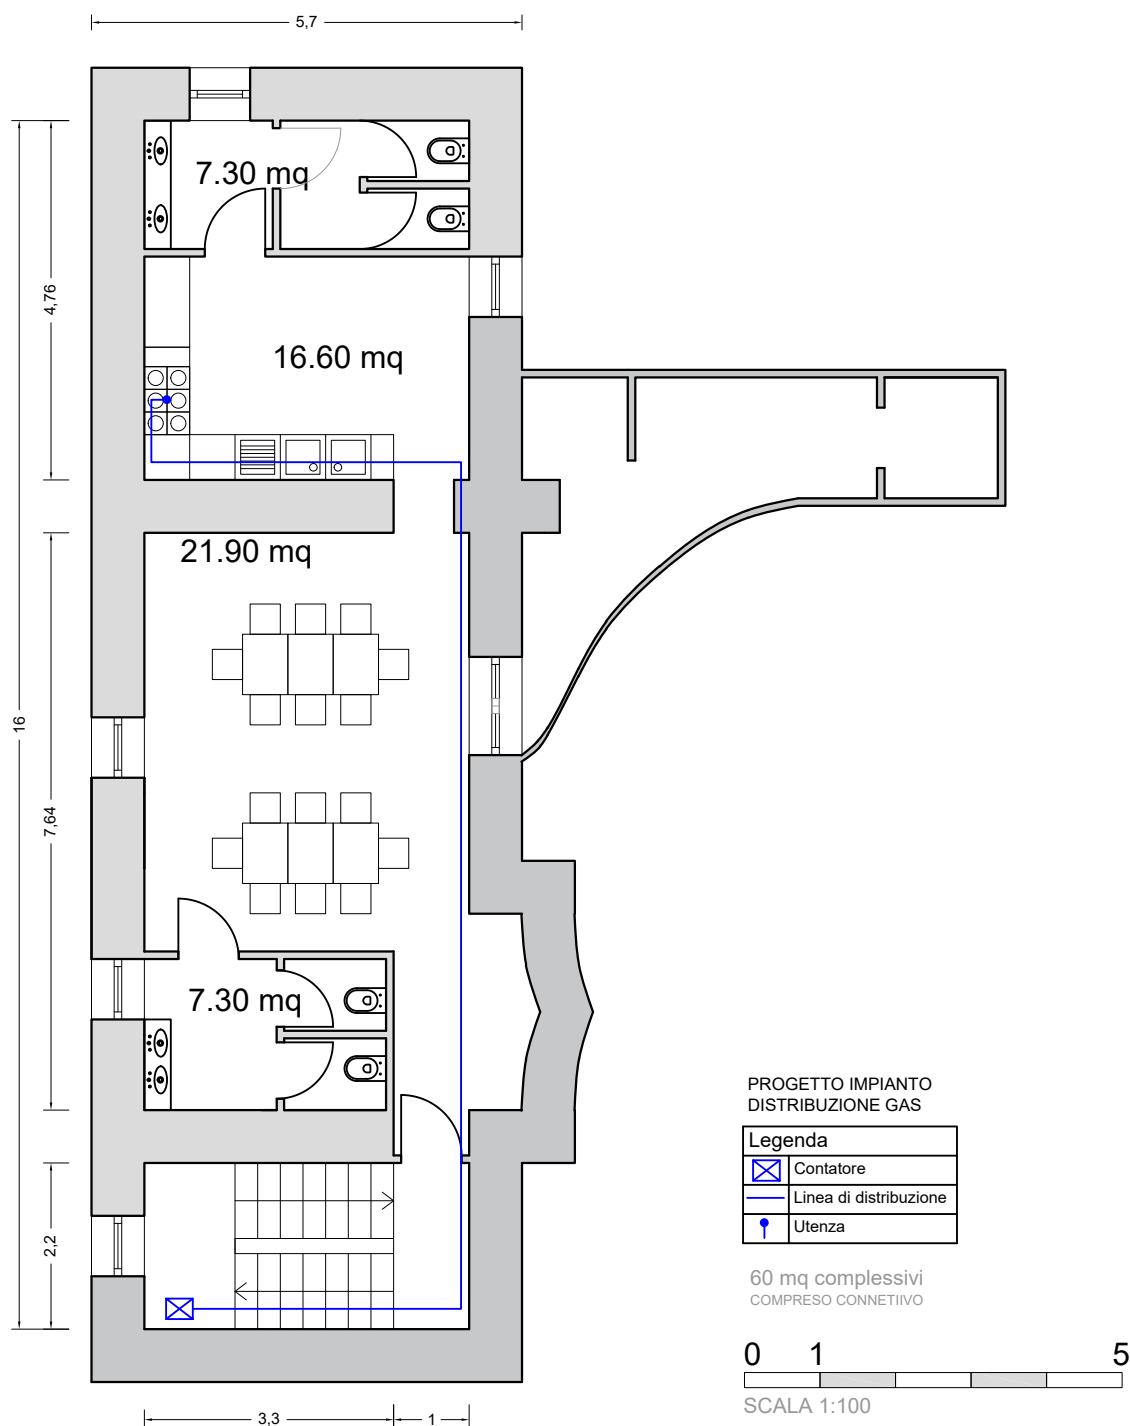 5,7
7.30 mq
4,76
16.60 mq
21.90 mq
16
7,64
7.30 mq
2,2
3,3
1
PROGETTO IMPIANTO
DISTRIBUZIONE GAS
Legenda
Contatore
Linea di distribuzione
Utenza
60 mq complessivi
COMPRESO CONNETIIVO
0 1 5
SCALA 1:100